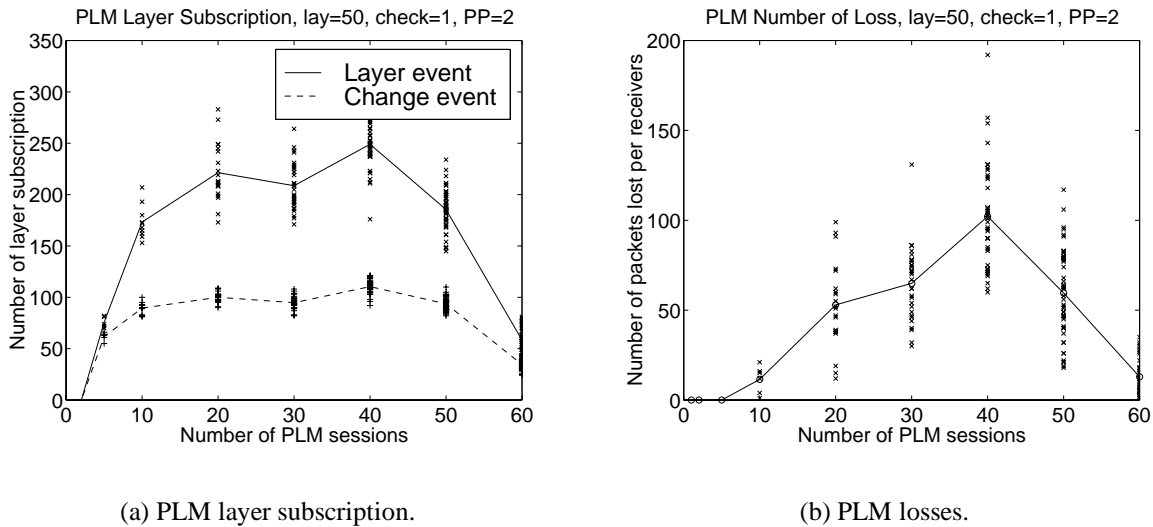 PLM Layer Subscription, lay=50, check=1, PP=2
350
300
250
200
150
100
50
0
Number of layer subscription
Layer event
Change event
0 10 20 30 40 50 60
Number of PLM sessions
(a) PLM layer subscription.
PLM Number of Loss, lay=50, check=1, PP=2
200
150
100
50
0
Number of packets lost per receivers
0 10 20 30 40 50 60
Number of PLM sessions
(b) PLM losses.